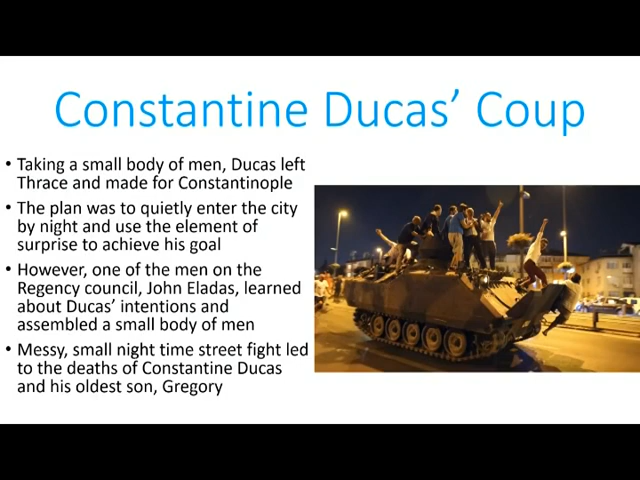 Constantine Ducas’ Coup
• Taking a small body of men, Ducas left
Thrace and made for Constantinople
• The plan was to quietly enter the city
by night and use the element of
surprise to achieve his goal
• However, one of the men on the
Regency council, John Eladas, learned
about Ducas’ intentions and
assembled a small body of men
• Messy, small night time street fight led
to the deaths of Constantine Ducas
and his oldest son, Gregory